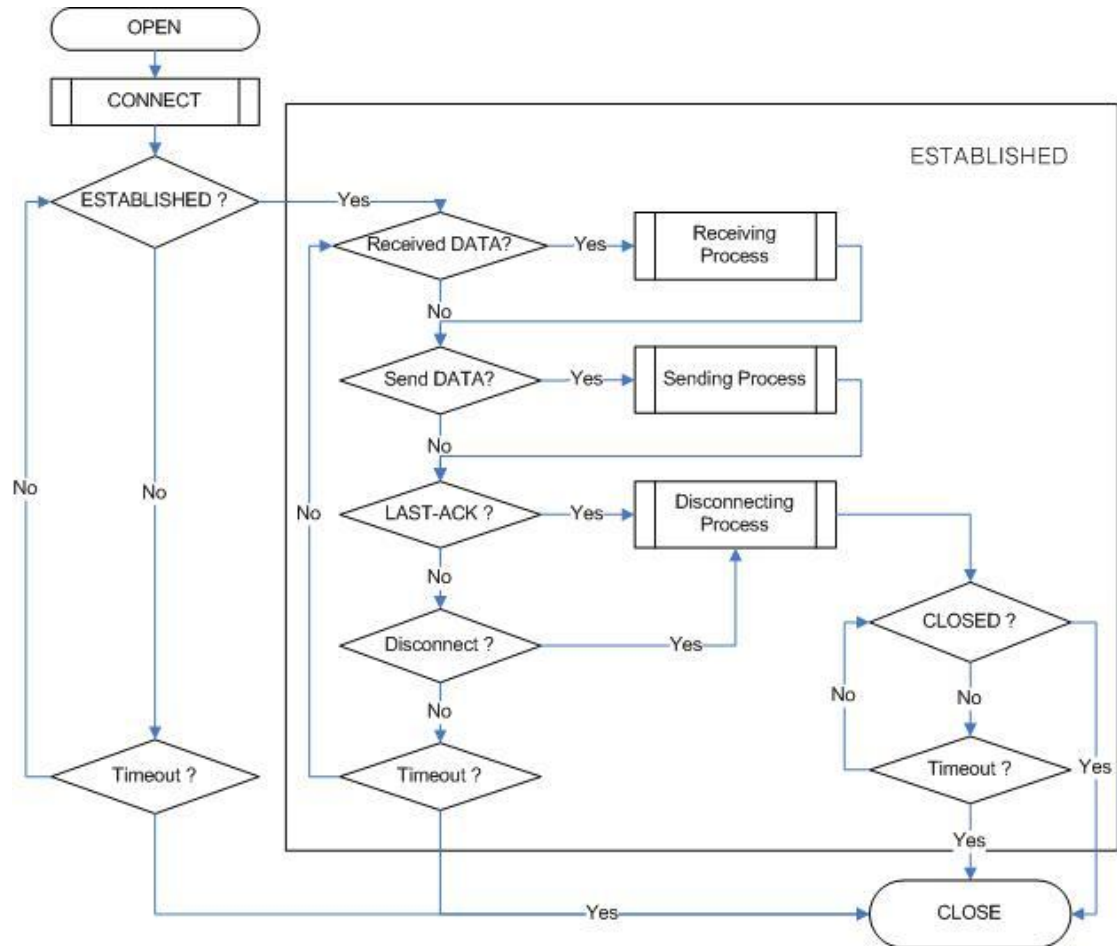 OPEN
CONNECT
ESTABLISHED
ESTABLISHED ?
Yes
Received DATA?
Yes
Receiving
Process
No
Send DATA?
Yes
Sending Process
No
No
No
No
LAST-ACK ?
Yes
Disconnecting
Process
No
CLOSED ?
Disconnect ?
Yes
No
No
No
Timeout ?
Timeout ?
Timeout ?
Yes
Yes
Yes
CLOSE